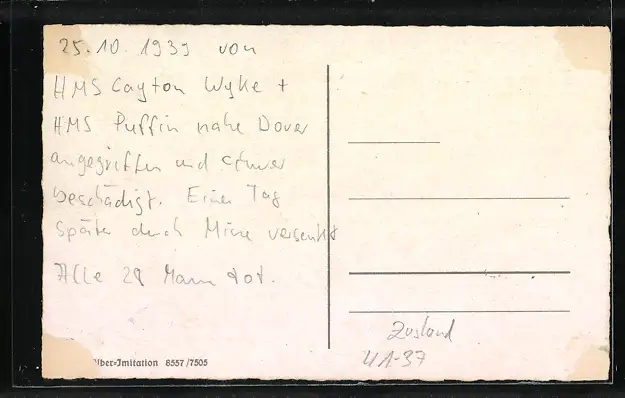 25.10.1939 von
HMS Cayton Wyke +
HMS Puffin nahe Dover
angegriffen und schwer
beschädigt. Einen Tag
später durch Mine versenkt
Alle 29 Mann tot.
lber-Imitation 8557/7505
Zustand
41-37